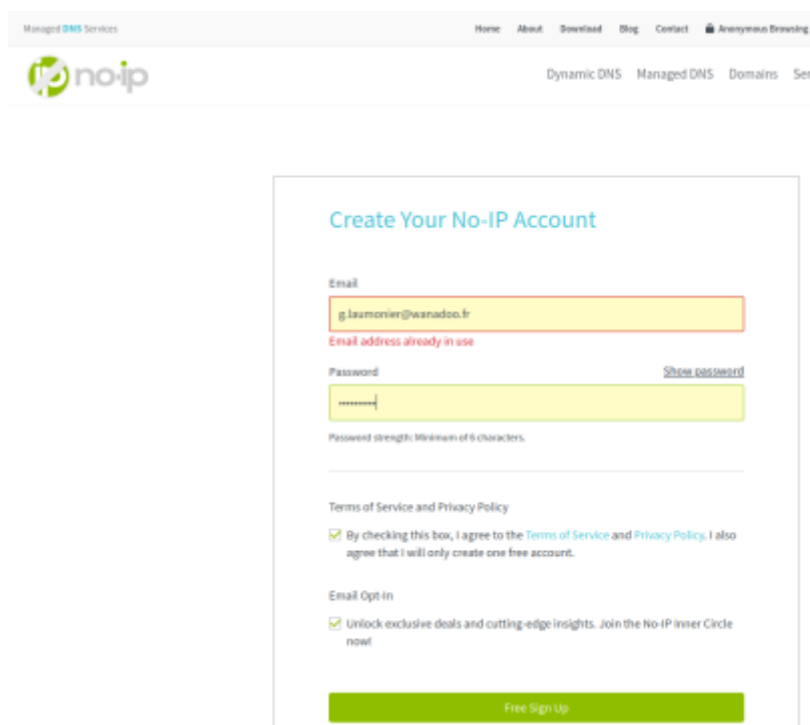 Managed DNS Services
Home About Download Blog Contact Anonymous Browsing
no-ip
Dynamic DNS Managed DNS Domains
Create Your No-IP Account
Email
g.laumonier@wanadoo.fr
Email address already in use
Password Show password
Password strength: Minimum of 6 characters.
Terms of Service and Privacy Policy
By checking this box, I agree to the Terms of Service and Privacy Policy. I also
agree that I will only create one free account.
Email Opt-In
Unlock exclusive deals and cutting-edge insights. Join the No-IP Inner Circle
now!
Free Sign Up